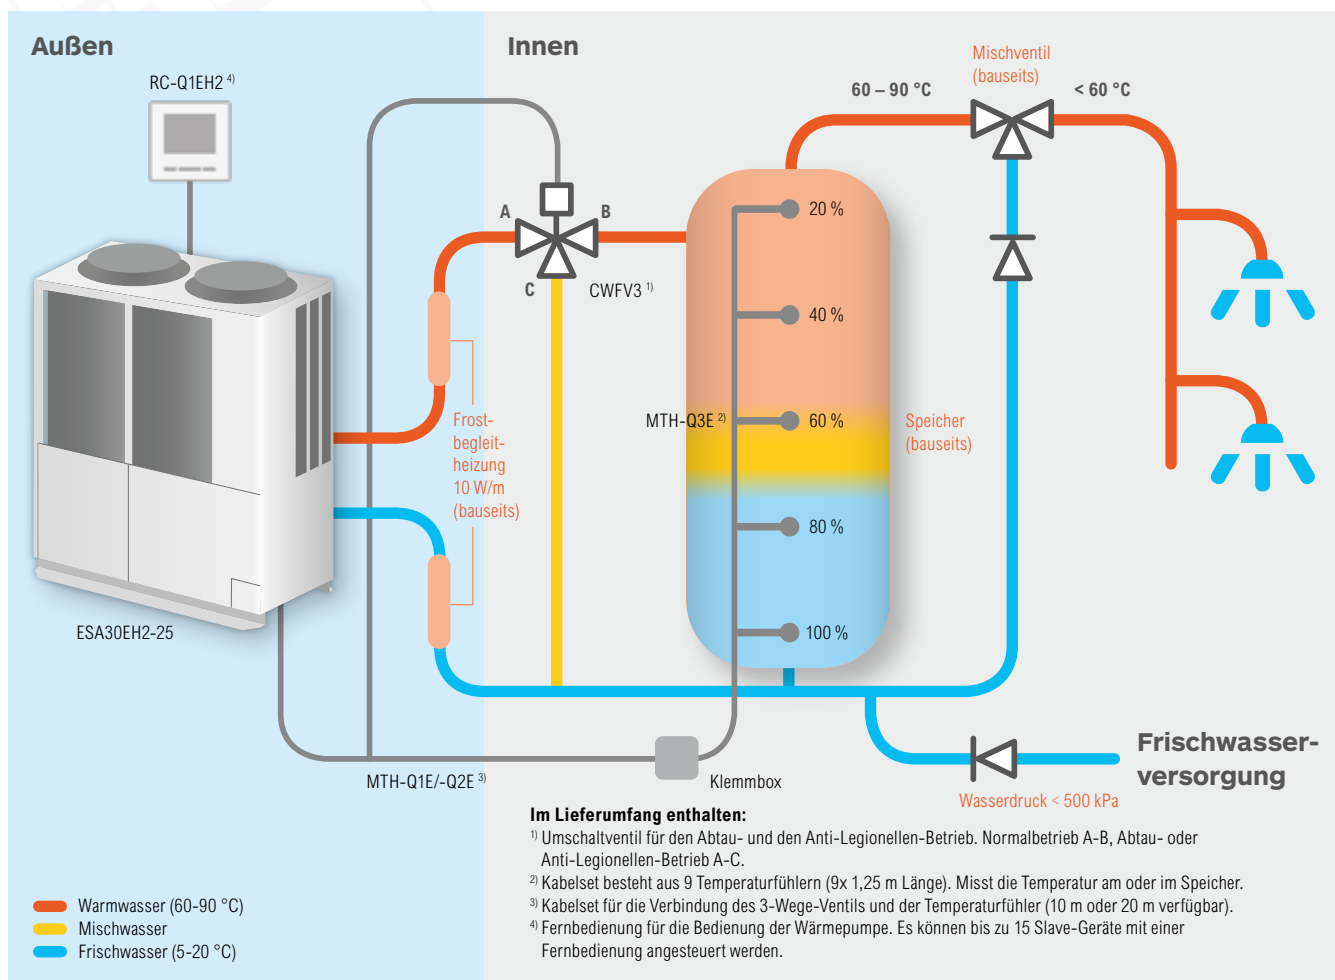 Außen
Innen
RC-Q1EH2 4)
Mischventil
(bauseits)
60 – 90 °C
< 60 °C
A
B
C
CWFV3 1)
20 %
40 %
MTH-Q3E 2)
60 %
80 %
100 %
Speicher
(bauseits)
Frost-
begleit-
heizung
10 W/m
(bauseits)
ESA30EH2-25
MTH-Q1E/-Q2E 3)
Klemmbox
Frischwasser-
versorgung
Wasserdruck < 500 kPa
Im Lieferumfang enthalten:
1) Umschaltventil für den Abtau- und den Anti-Legionellen-Betrieb. Normalbetrieb A-B, Abtau- oder
Anti-Legionellen-Betrieb A-C.
2) Kabelset besteht aus 9 Temperaturfühlern (9x 1,25 m Länge). Misst die Temperatur am oder im Speicher.
3) Kabelset für die Verbindung des 3-Wege-Ventils und der Temperaturfühler (10 m oder 20 m verfügbar).
4) Fernbedienung für die Bedienung der Wärmepumpe. Es können bis zu 15 Slave-Geräte mit einer
Fernbedienung angesteuert werden.
Warmwasser (60-90 °C)
Mischwasser
Frischwasser (5-20 °C)